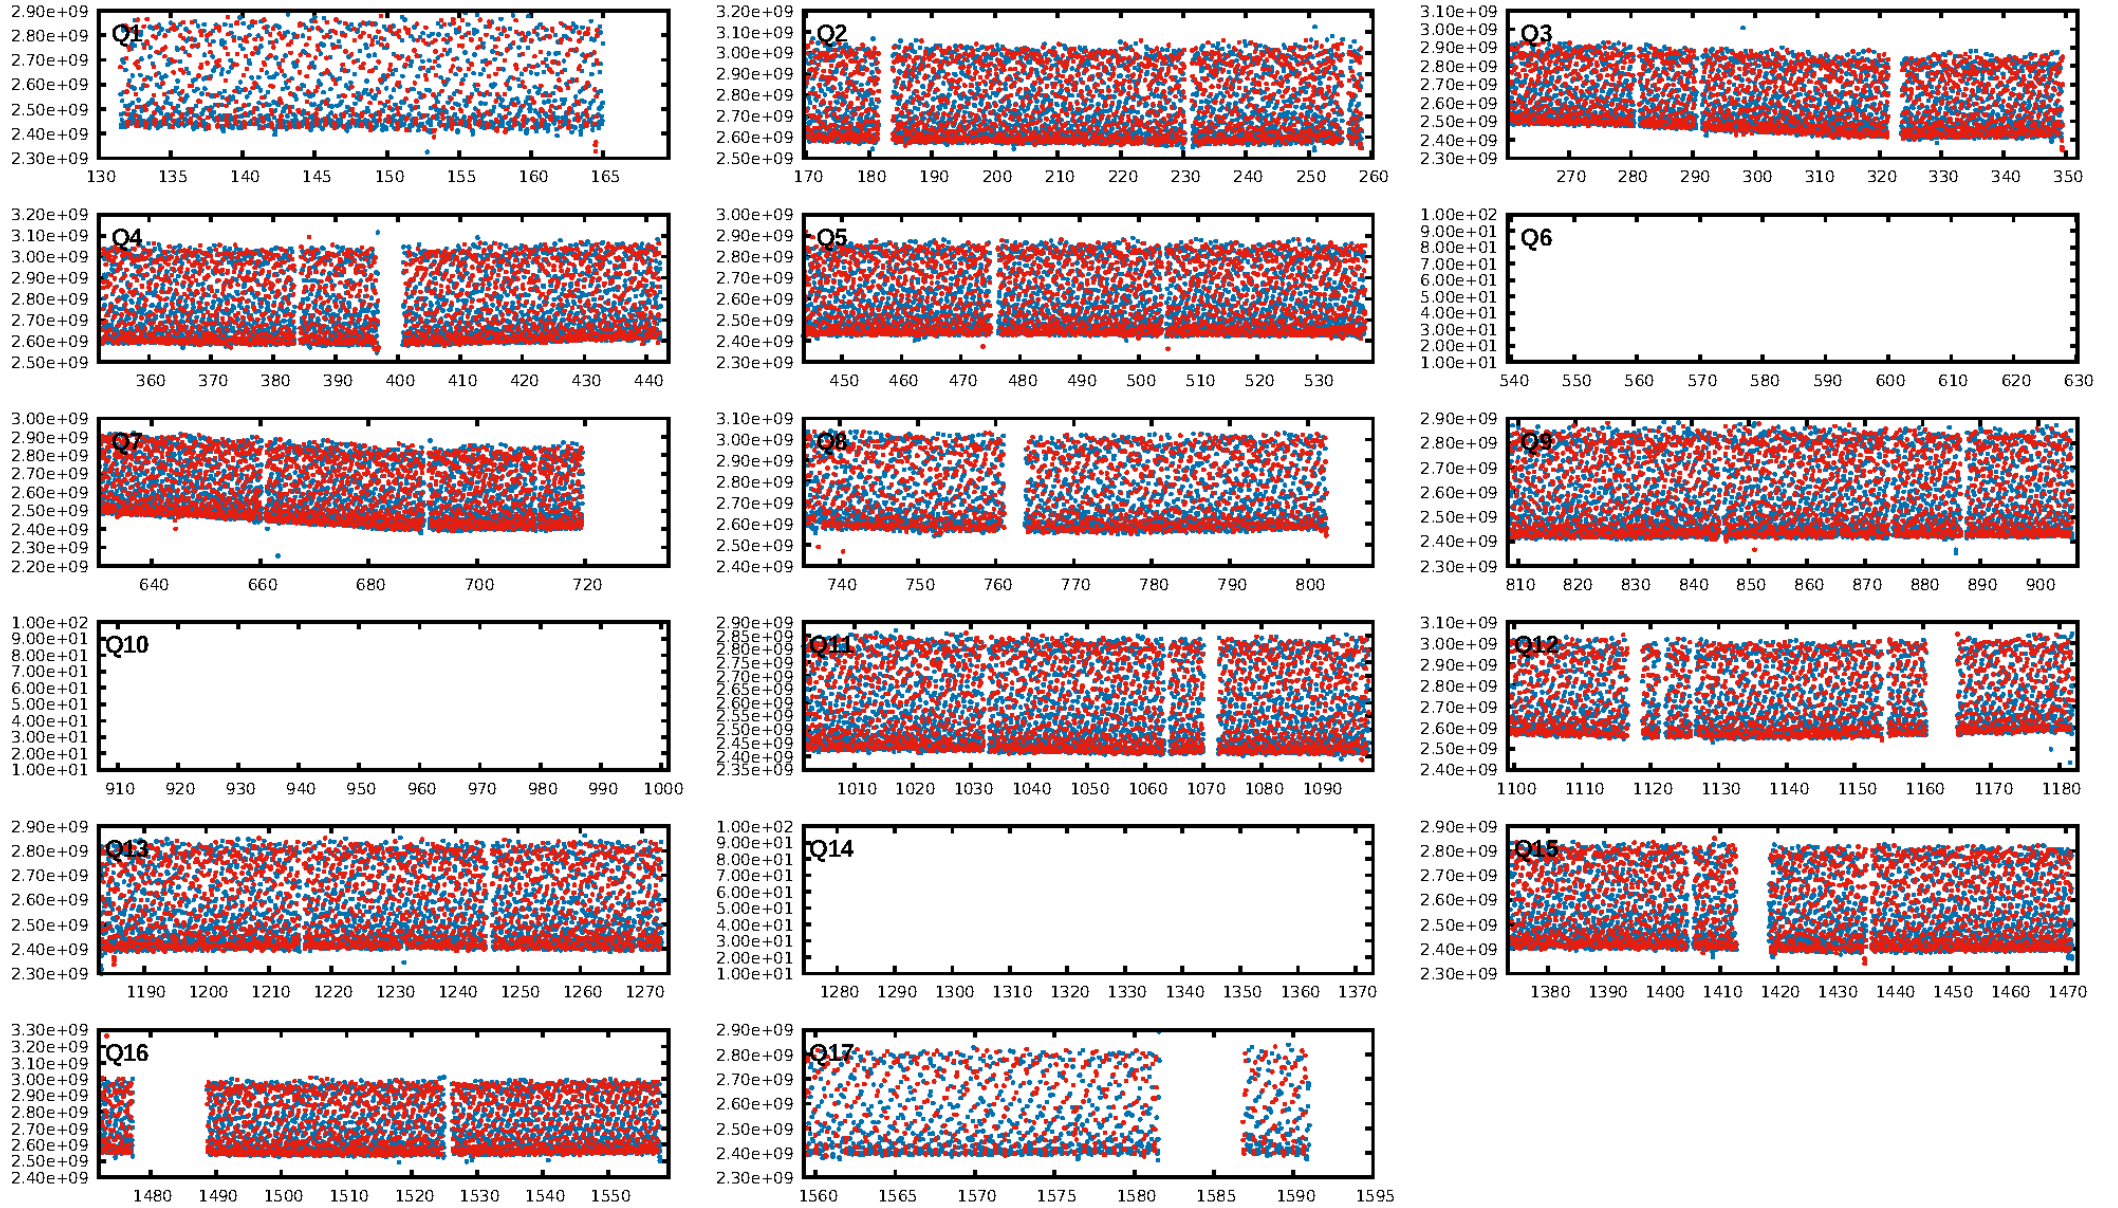 2.90e+09
Q1
2.80e+09
2.70e+09
2.60e+09
2.50e+09
2.40e+09
2.30e+09
130 135 140 145 150 155 160 165
3.20e+09
Q2
3.10e+09
3.00e+09
2.90e+09
2.80e+09
2.70e+09
2.60e+09
2.50e+09
170 180 190 200 210 220 230 240 250 260
3.10e+09
Q3
3.00e+09
2.90e+09
2.80e+09
2.70e+09
2.60e+09
2.50e+09
2.40e+09
2.30e+09
270 280 290 300 310 320 330 340 350
3.20e+09
Q4
3.10e+09
3.00e+09
2.90e+09
2.80e+09
2.70e+09
2.60e+09
2.50e+09
360 370 380 390 400 410 420 430 440
3.00e+09
Q5
2.90e+09
2.80e+09
2.70e+09
2.60e+09
2.50e+09
2.40e+09
2.30e+09
450 460 470 480 490 500 510 520 530
1.00e+02
Q6
9.00e+01
8.00e+01
7.00e+01
6.00e+01
5.00e+01
4.00e+01
3.00e+01
2.00e+01
1.00e+01
540 550 560 570 580 590 600 610 620 630
3.00e+09
Q7
2.90e+09
2.80e+09
2.70e+09
2.60e+09
2.50e+09
2.40e+09
2.30e+09
2.20e+09
640 660 680 700 720
3.10e+09
Q8
3.00e+09
2.90e+09
2.80e+09
2.70e+09
2.60e+09
2.50e+09
2.40e+09
740 750 760 770 780 790 800
2.90e+09
Q9
2.80e+09
2.70e+09
2.60e+09
2.50e+09
2.40e+09
2.30e+09
810 820 830 840 850 860 870 880 890 900
1.00e+02
Q10
9.00e+01
8.00e+01
7.00e+01
6.00e+01
5.00e+01
4.00e+01
3.00e+01
2.00e+01
1.00e+01
910 920 930 940 950 960 970 980 990 1000
2.90e+09
Q11
2.85e+09
2.80e+09
2.75e+09
2.70e+09
2.65e+09
2.60e+09
2.55e+09
2.50e+09
2.45e+09
2.40e+09
2.35e+09
1010 1020 1030 1040 1050 1060 1070 1080 1090
3.10e+09
Q12
3.00e+09
2.90e+09
2.80e+09
2.70e+09
2.60e+09
2.50e+09
2.40e+09
1100 1110 1120 1130 1140 1150 1160 1170 1180
2.90e+09
Q13
2.80e+09
2.70e+09
2.60e+09
2.50e+09
2.40e+09
2.30e+09
1190 1200 1210 1220 1230 1240 1250 1260 1270
1.00e+02
Q14
9.00e+01
8.00e+01
7.00e+01
6.00e+01
5.00e+01
4.00e+01
3.00e+01
2.00e+01
1.00e+01
1280 1290 1300 1310 1320 1330 1340 1350 1360 1370
2.90e+09
Q15
2.80e+09
2.70e+09
2.60e+09
2.50e+09
2.40e+09
2.30e+09
1380 1390 1400 1410 1420 1430 1440 1450 1460 1470
3.30e+09
Q16
3.20e+09
3.10e+09
3.00e+09
2.90e+09
2.80e+09
2.70e+09
2.60e+09
2.50e+09
2.40e+09
1480 1490 1500 1510 1520 1530 1540 1550
2.90e+09
Q17
2.80e+09
2.70e+09
2.60e+09
2.50e+09
2.40e+09
2.30e+09
1560 1565 1570 1575 1580 1585 1590 1595